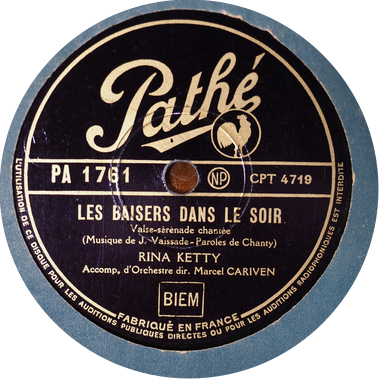 Pathé
PA 1761
NP
CPT 4719
LES BAISERS DANS LE SOIR
Valse-sérénade chantée
(Musique de J. Vaissade-Paroles de Chanty)
RINA KETTY
Accomp, d'Orchestre dir. Marcel CARIVEN
BIEM
FABRIQUÉ EN FRANCE
L'UTILISATION DE CE DISQUE POUR LES AUDITIONS PUBLIQUES DIRECTES OU POUR LES AUDITIONS RADIOPHONIQUES EST INTERDITE